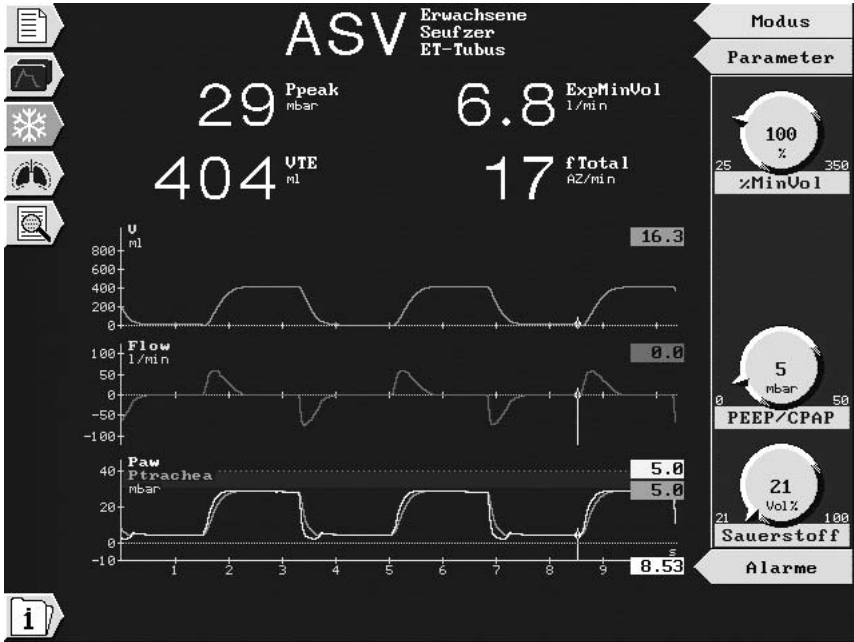 ASV
Erwachsene
Seufzer
ET-Tubus
Modus
Parameter
29 Ppeak
mbar
6.8 ExpMinVol
l/min
404 VTE
ml
17 fTotal
AZ/min
100
%
25 350
%MinVol
V
ml
16.3
800
600
400
200
0
Flow
l/min
0.0
100
50
0
-50
-100
5
mbar
0 50
PEEP/CPAP
Paw
Ptrachea
mbar
5.0
5.0
40
20
0
-10
1 2 3 4 5 6 7 8 9
s
8.53
21
Vol%
21 100
Sauerstoff
Alarme
i